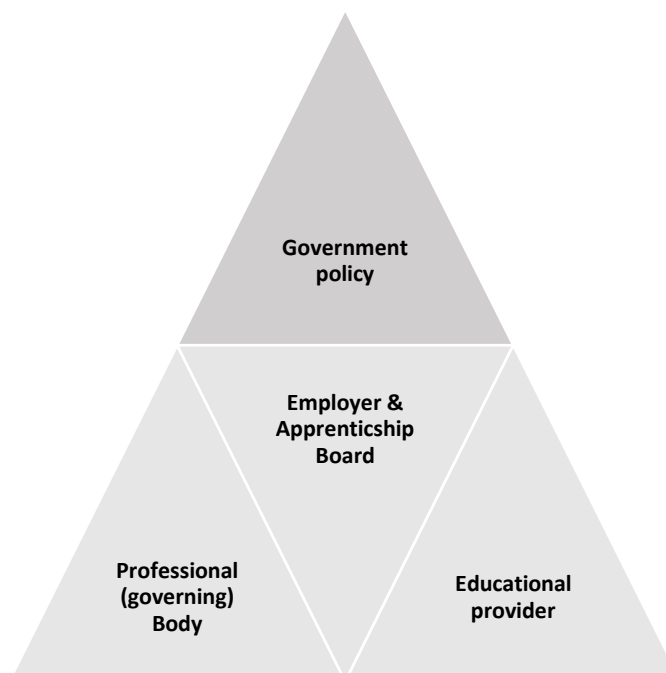 Government
policy
Employer &
Apprenticship
Board
Professional
(governing)
Body
Educational
provider